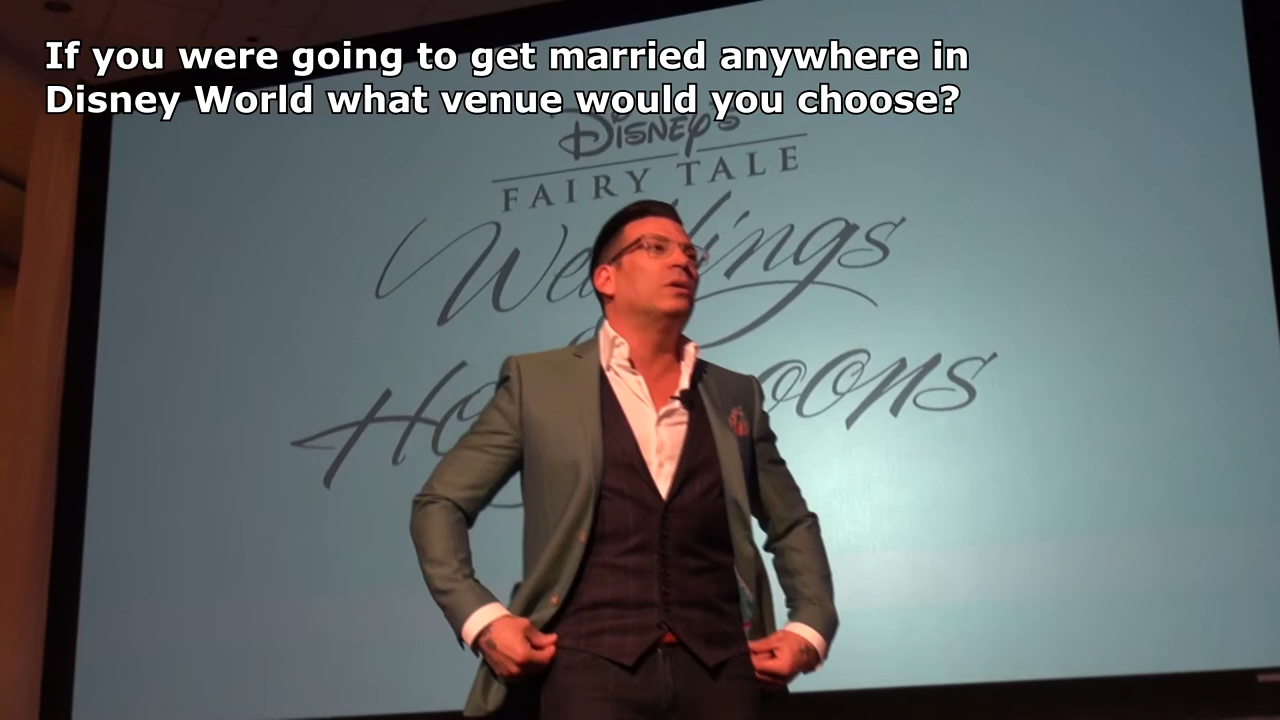 If you were going to get married anywhere in
Disney World what venue would you choose?
Disney's
FAIRY TALE